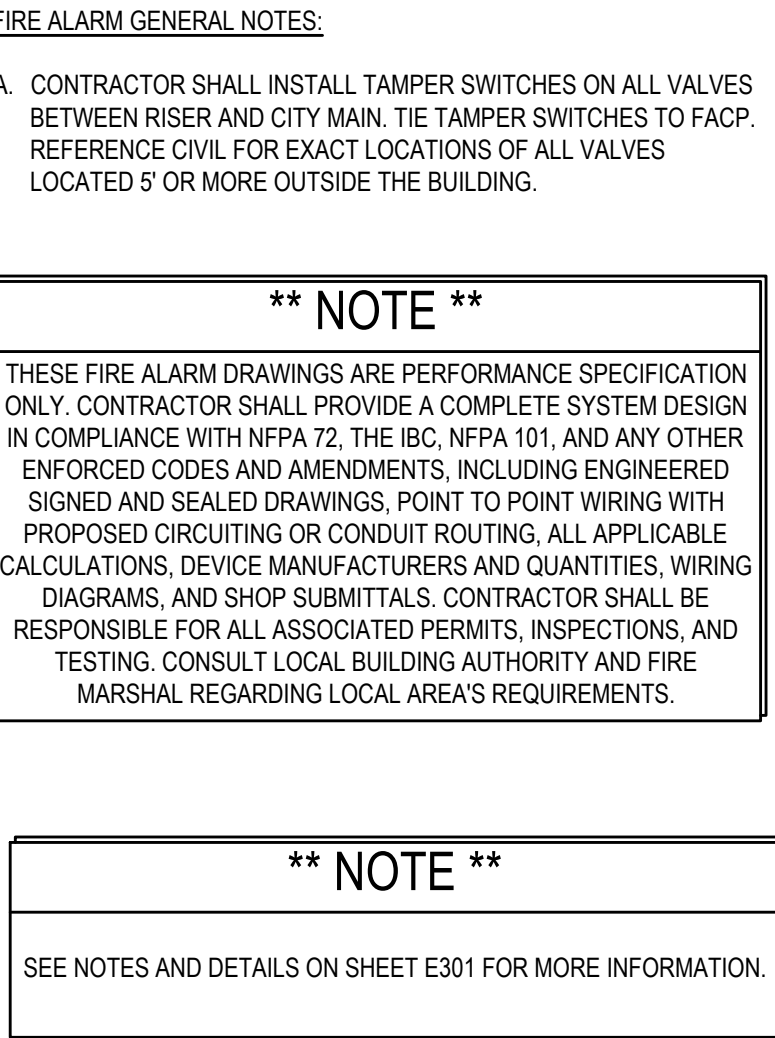 FIRE ALARM GENERAL NOTES:
A. CONTRACTOR SHALL INSTALL TAMPER SWITCHES ON ALL VALVES
BETWEEN RISER AND CITY MAIN. TIE TAMPER SWITCHES TO FACP.
REFERENCE CIVIL FOR EXACT LOCATIONS OF ALL VALVES
LOCATED 5' OR MORE OUTSIDE THE BUILDING.
** NOTE **
THESE FIRE ALARM DRAWINGS ARE PERFORMANCE SPECIFICATION
ONLY. CONTRACTOR SHALL PROVIDE A COMPLETE SYSTEM DESIGN
IN COMPLIANCE WITH NFPA 72, THE IBC, NFPA 101, AND ANY OTHER
ENFORCED CODES AND AMENDMENTS, INCLUDING ENGINEERED
SIGNED AND SEALED DRAWINGS, POINT TO POINT WIRING WITH
PROPOSED CIRCUITING OR CONDUIT ROUTING, ALL APPLICABLE
CALCULATIONS, DEVICE MANUFACTURERS AND QUANTITIES, WIRING
DIAGRAMS, AND SHOP SUBMITTALS. CONTRACTOR SHALL BE
RESPONSIBLE FOR ALL ASSOCIATED PERMITS, INSPECTIONS, AND
TESTING. CONSULT LOCAL BUILDING AUTHORITY AND FIRE
MARSHAL REGARDING LOCAL AREA'S REQUIREMENTS.
** NOTE **
SEE NOTES AND DETAILS ON SHEET E301 FOR MORE INFORMATION.